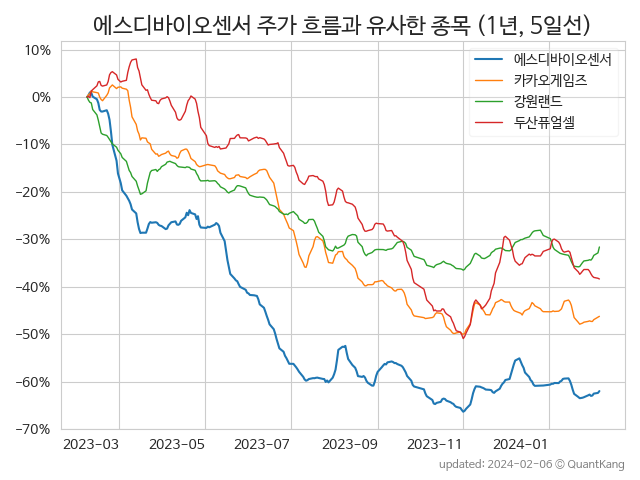 에스디바이오센서 주가 흐름과 유사한 종목 (1년, 5일선)
10%
0%
−10%
−20%
−30%
−40%
−50%
−60%
−70%
에스디바이오센서
카카오게임즈
강원랜드
두산퓨얼셀
2023-03
2023-05
2023-07
2023-09
2023-11
2024-01
updated: 2024-02-06 © QuantKang